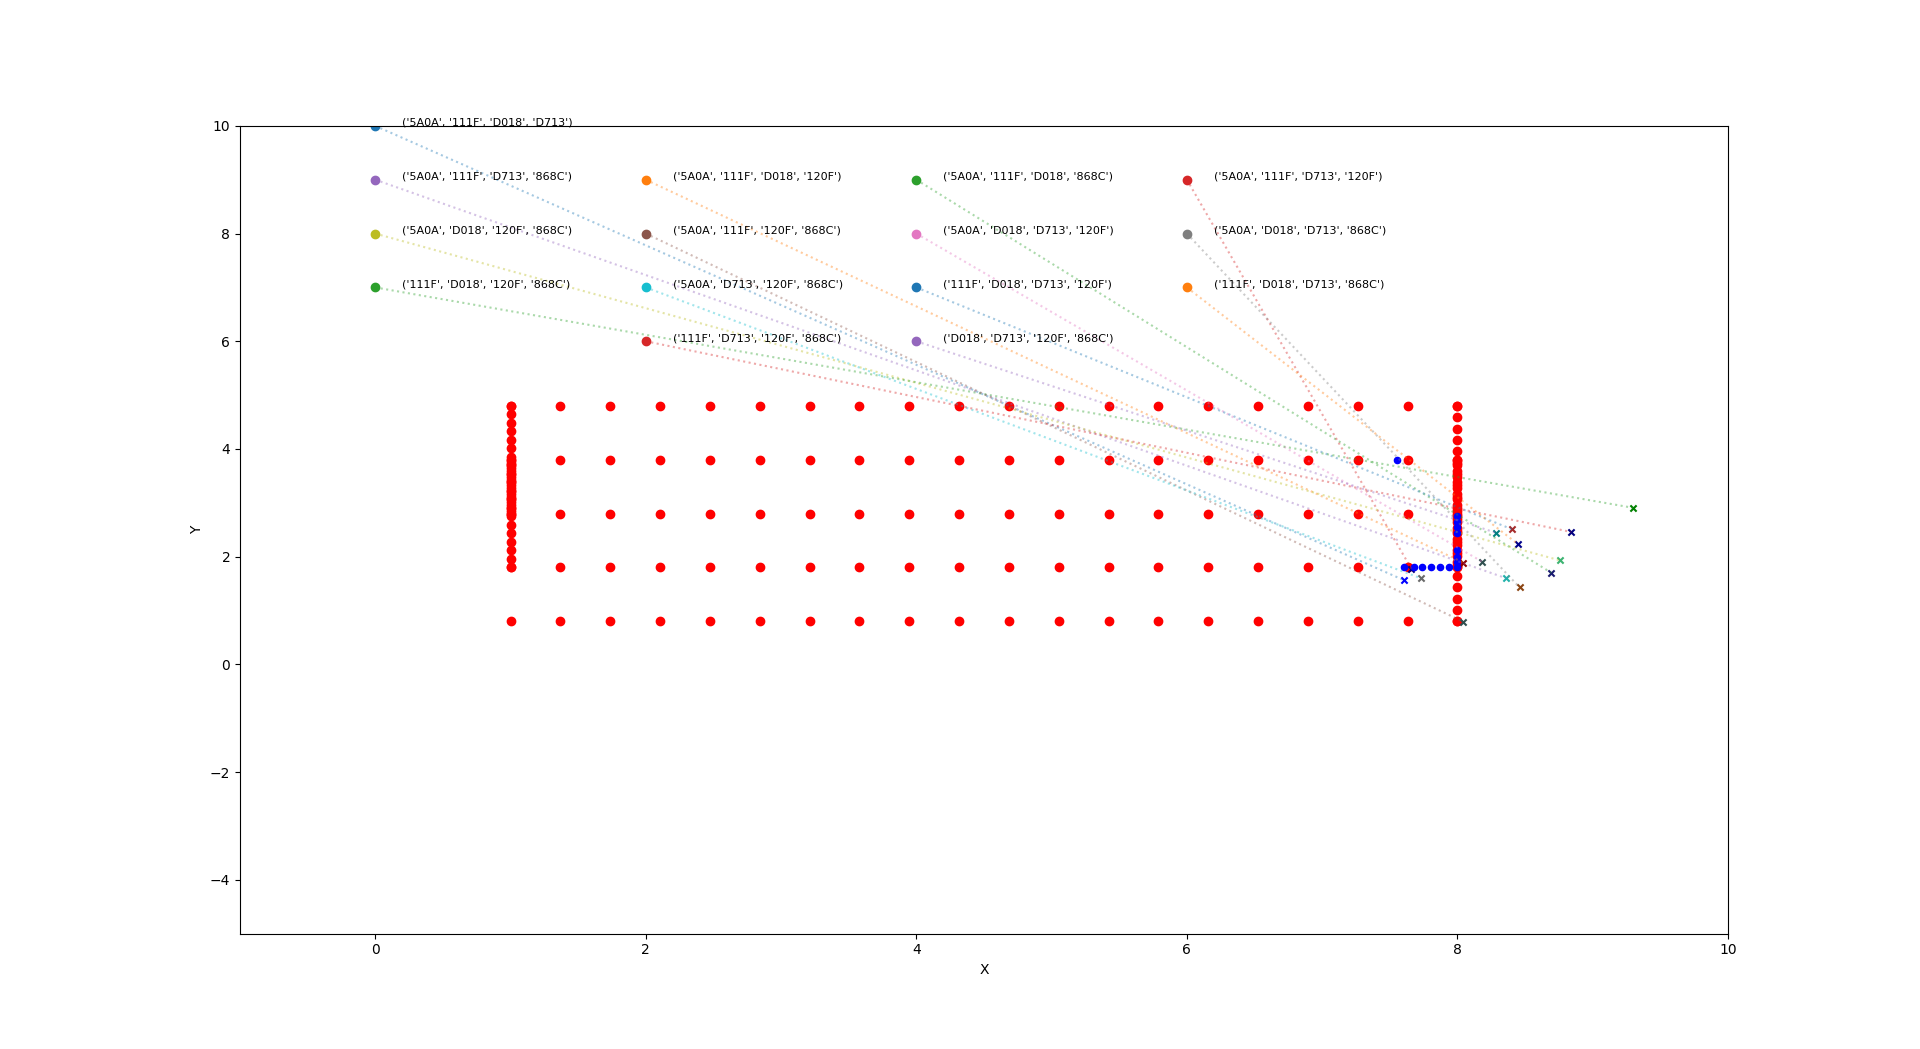 10
('5A0A', '111F', 'D018', 'D713')
('5A0A', '111F', 'D713', '868C')
('5A0A', '111F', 'D018', '120F')
('5A0A', '111F', 'D018', '868C')
('5A0A', '111F', 'D713', '120F')
8
('5A0A', 'D018', '120F', '868C')
('5A0A', '111F', '120F', '868C')
('5A0A', 'D018', 'D713', '120F')
('5A0A', 'D018', 'D713', '868C')
('111F', 'D018', '120F', '868C')
('5A0A', 'D713', '120F', '868C')
('111F', 'D018', 'D713', '120F')
('111F', 'D018', 'D713', '868C')
6
('111F', 'D713', '120F', '868C')
('D018', 'D713', '120F', '868C')
4
Y
2
0
−2
−4
0
2
4
6
8
10
X